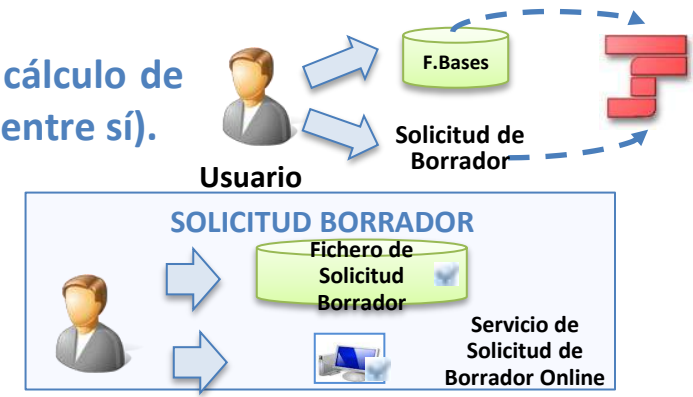 cálculo de
entre sí).
F.Bases
Solicitud de
Borrador
Usuario
SOLICITUD BORRADOR
Fichero de
Solicitud
Borrador
Servicio de
Solicitud de
Borrador Online